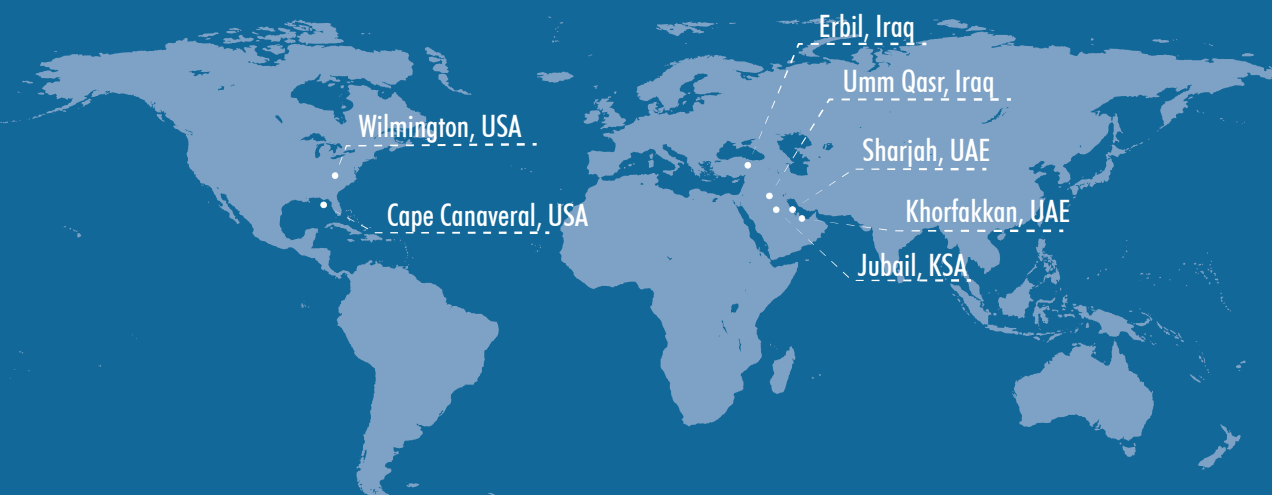 Erbil, Iraq
Umm Qasr, Iraq
Wilmington, USA
Sharjah, UAE
Cape Canaveral, USA
Khorfakkan, UAE
Jubail, KSA